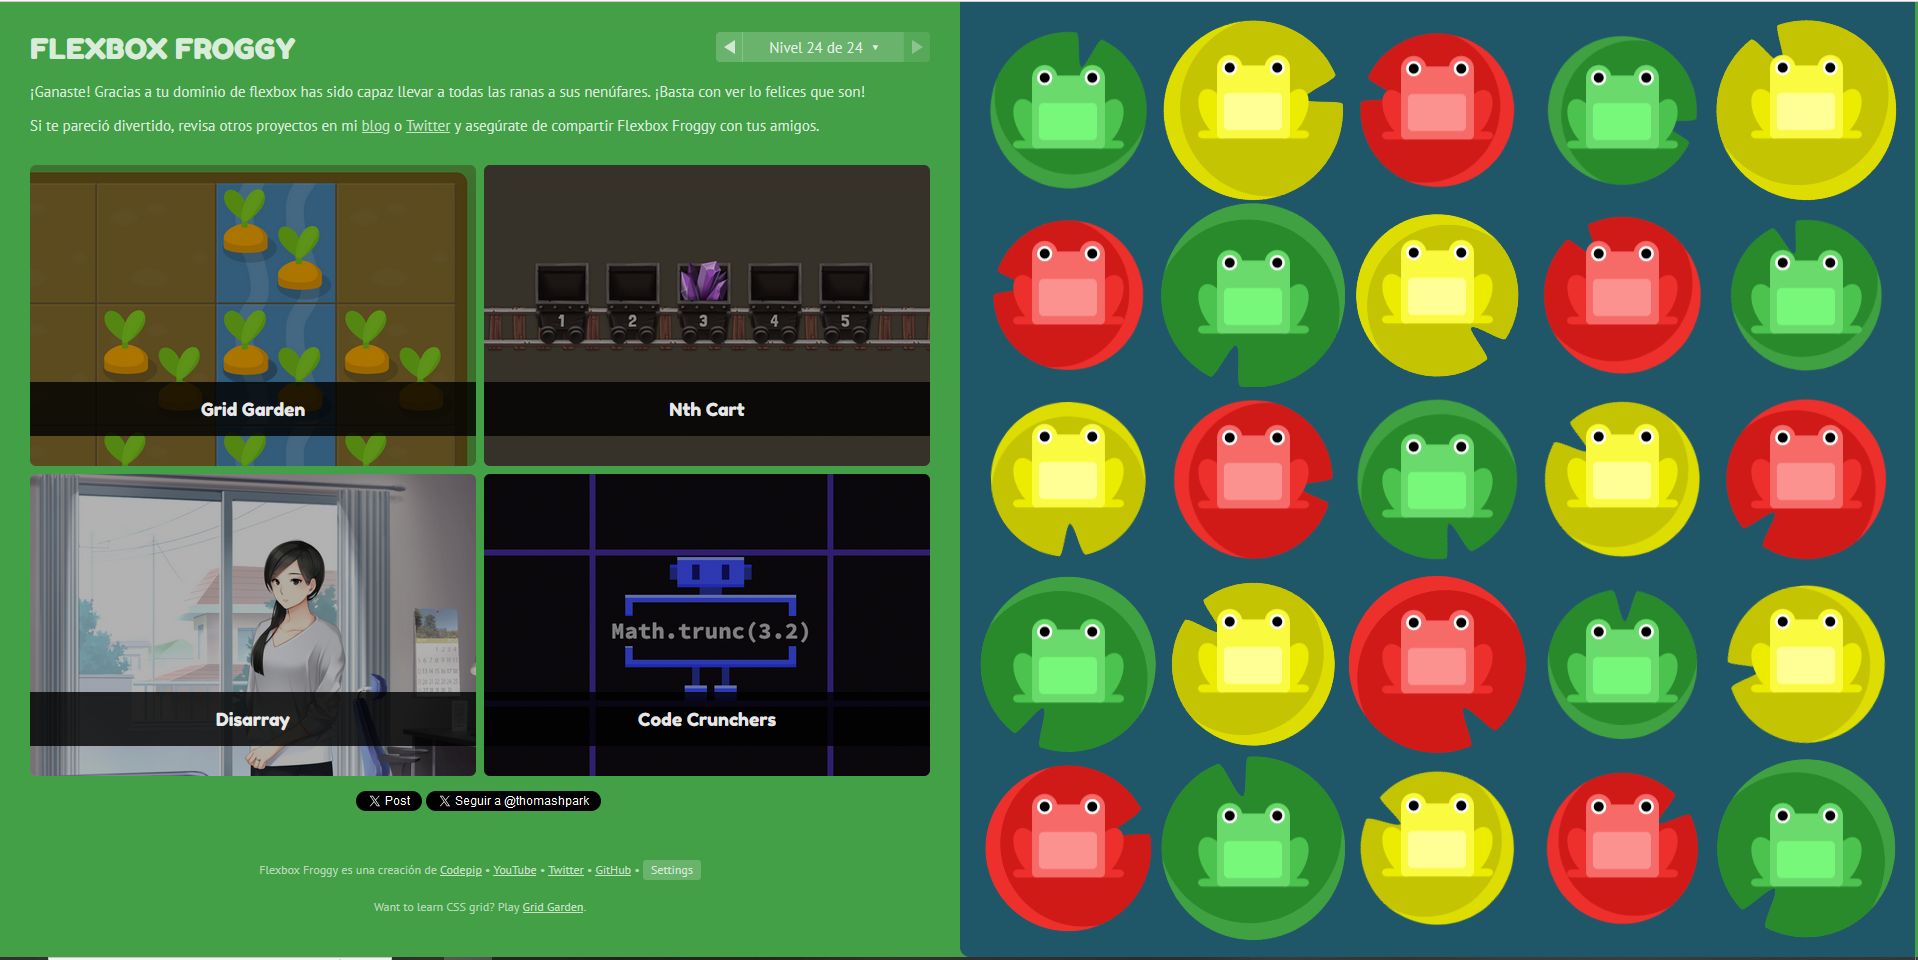 FLEXBOX FROGGY
Nivel 24 de 24
¡Ganaste! Gracias a tu dominio de flexbox has sido capaz llevar a todas las ranas a sus nenúfares. ¡Basta con ver lo felices que son!
Si te pareció divertido, revisa otros proyectos en mi blog o Twitter y asegúrate de compartir Flexbox Froggy con tus amigos.
1 2 3 4 5
Grid Garden
Nth Cart
Math.trunc(3.2)
Disarray
Code Crunchers
Post
Seguir a @thomashpark
Flexbox Froggy es una creación de Codepip • YouTube • Twitter • GitHub • Settings
Want to learn CSS grid? Play Grid Garden.